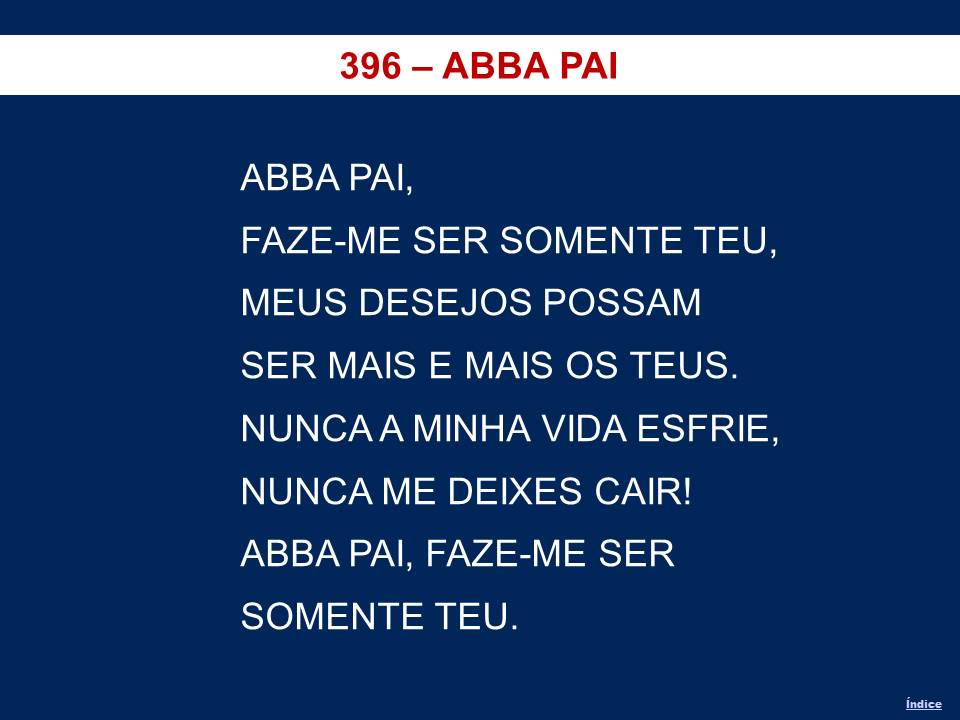 396 – ABBA PAI
ABBA PAI,
FAZE-ME SER SOMENTE TEU,
MEUS DESEJOS POSSAM
SER MAIS E MAIS OS TEUS.
NUNCA A MINHA VIDA ESFRIE,
NUNCA ME DEIXES CAIR!
ABBA PAI, FAZE-ME SER
SOMENTE TEU.
Índice